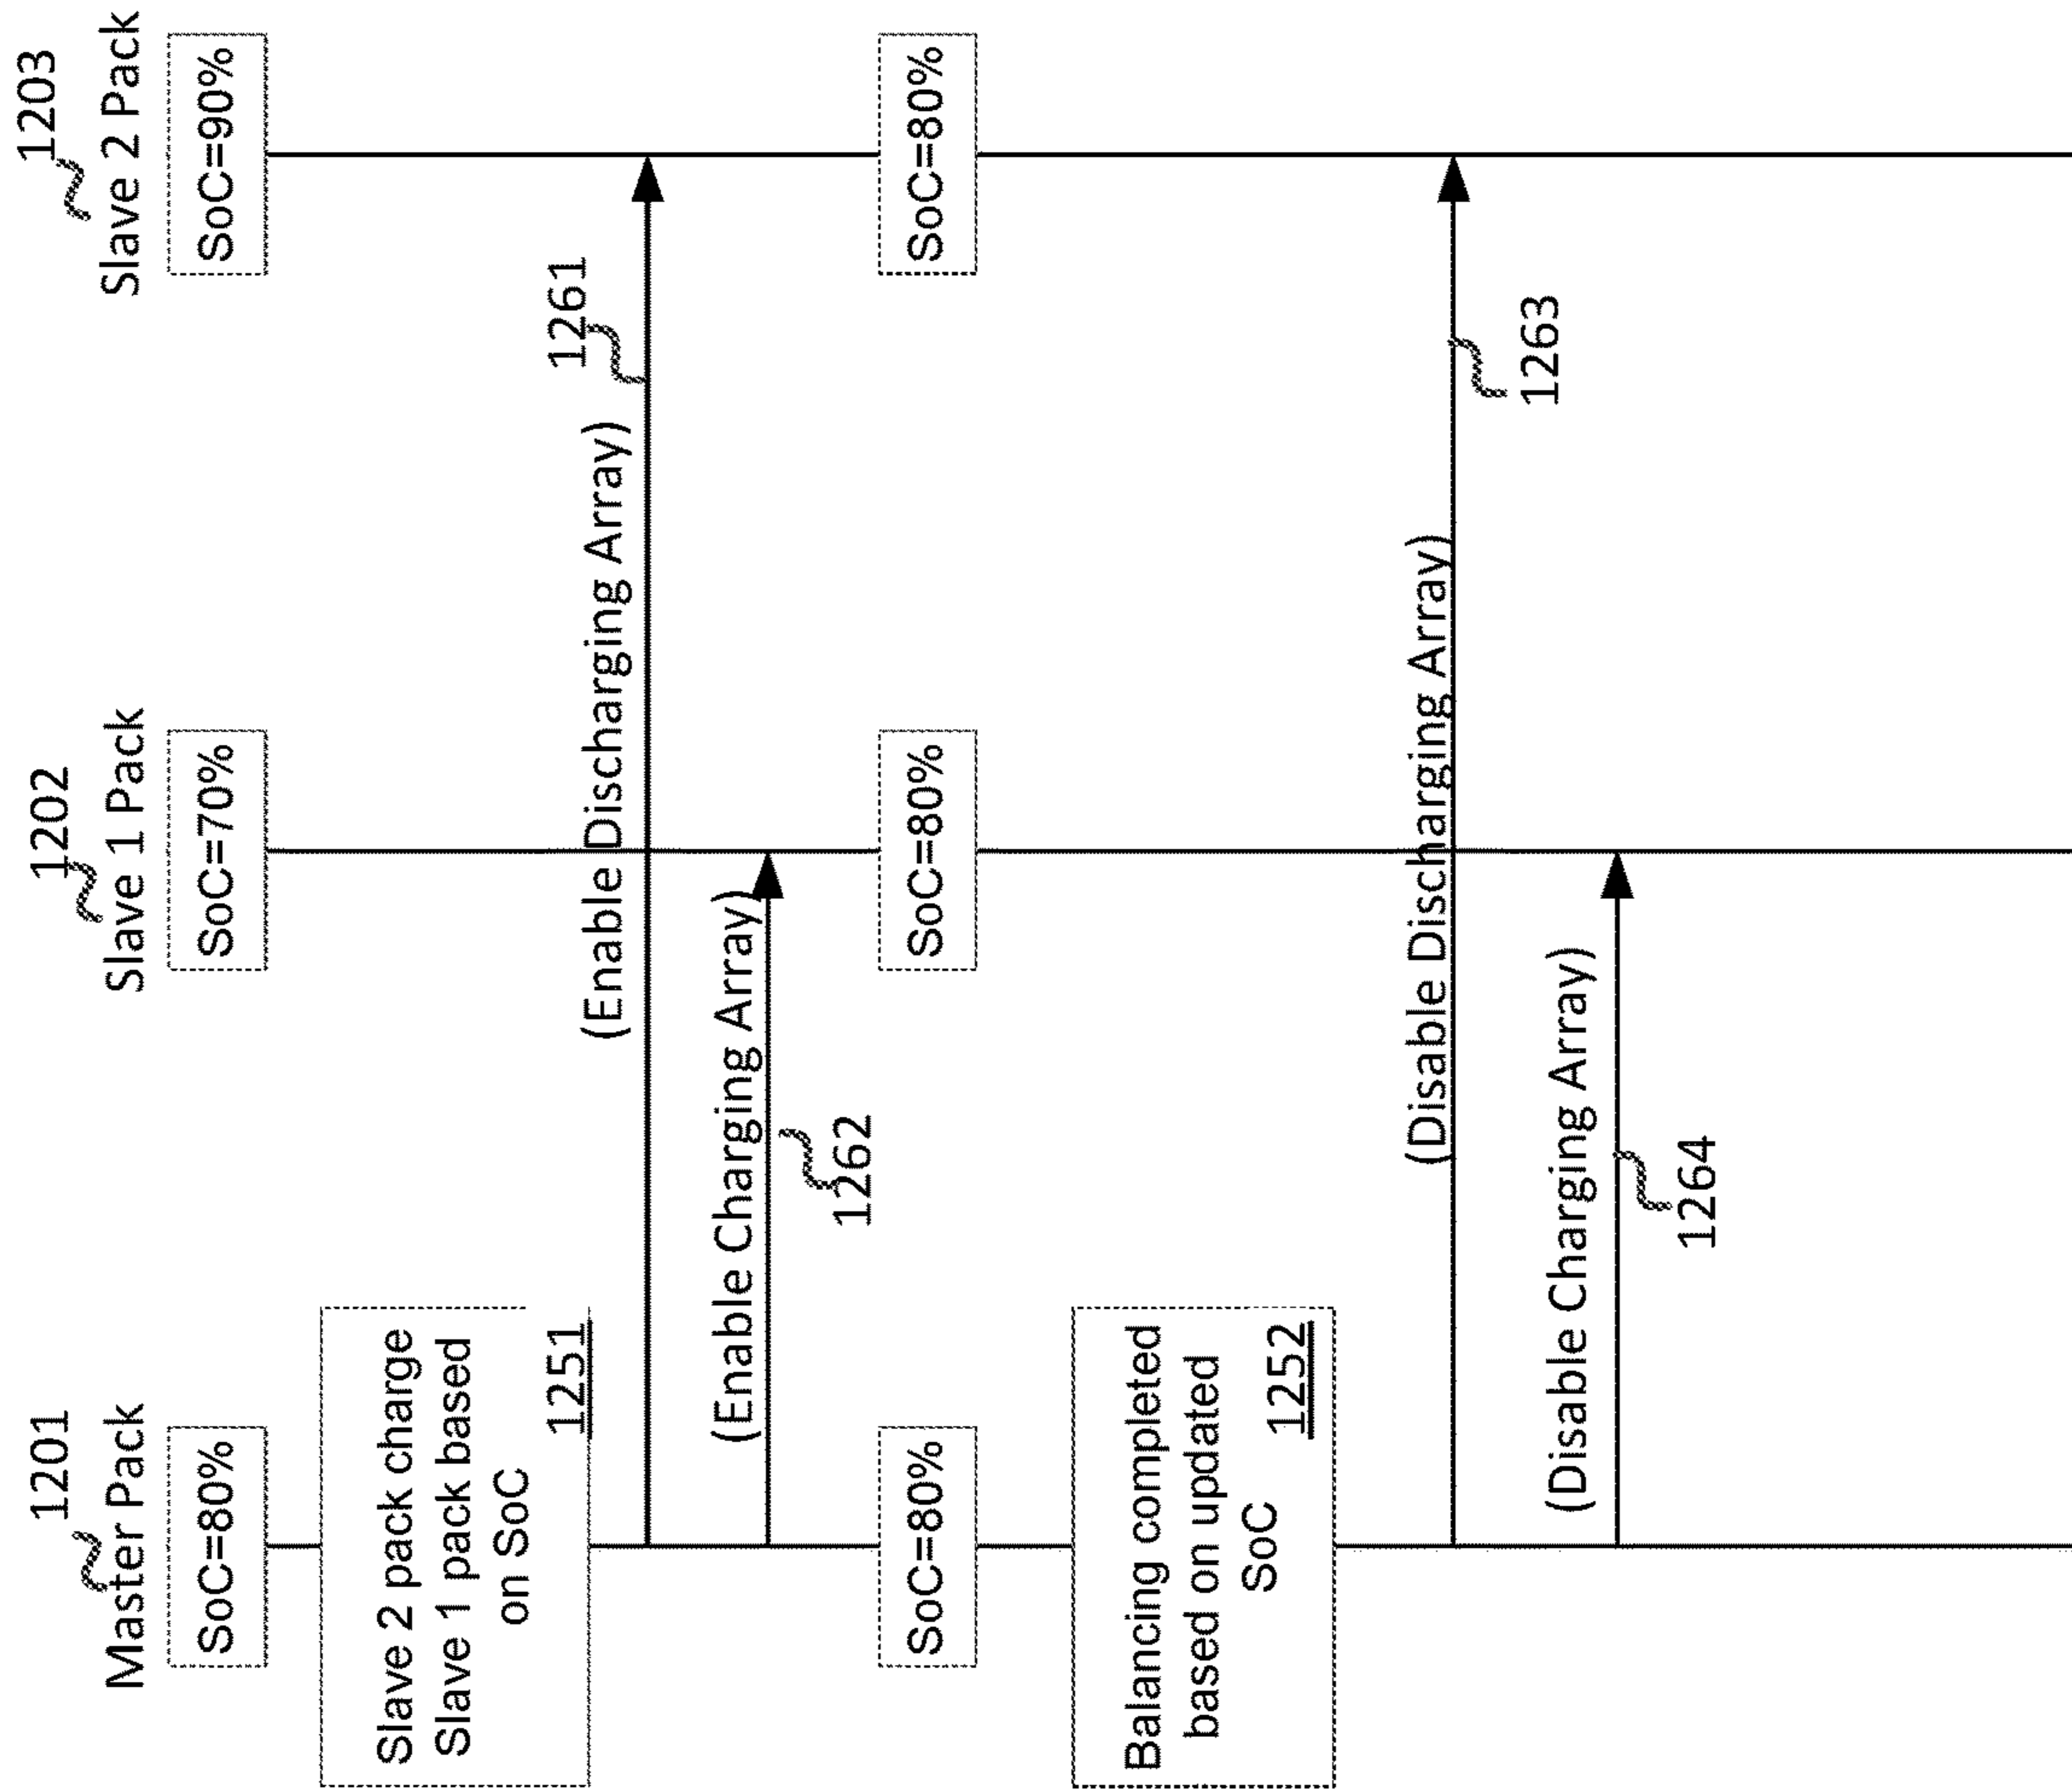 1201
Master Pack
1202
Slave 1 Pack
1203
Slave 2 Pack
SoC=80%
SoC=70%
SoC=90%
Slave 2 pack charge
Slave 1 pack based
on SoC
1251
1261
(Enable Discharging Array)
(Enable Charging Array)
1262
SoC=80%
SoC=80%
SoC=80%
Balancing completed
based on updated
SoC
1252
(Disable Discharging Array)
1263
(Disable Charging Array)
1264